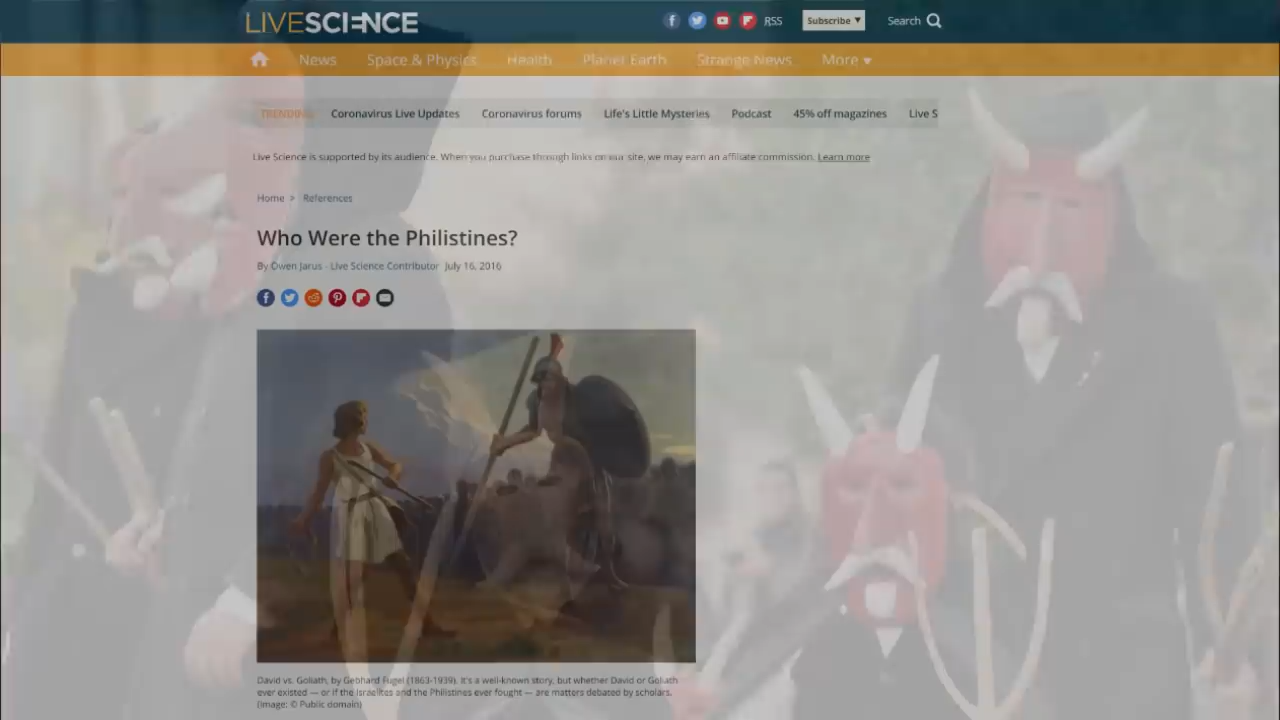 LIVESCIENCE
RSS Subscribe ▼ Search
News Space & Physics Health Planet Earth Strange News More ▼
TRENDING Coronavirus Live Updates Coronavirus forums Life's Little Mysteries Podcast 45% off magazines Live S
Live Science is supported by its audience. When you purchase through links on our site, we may earn an affiliate commission. Learn more
Home > References
Who Were the Philistines?
By Owen Jarus - Live Science Contributor July 16, 2016
David vs. Goliath, by Gebhard Fugel (1863-1939). It's a well-known story, but whether David or Goliath
ever existed — or if the Israelites and the Philistines ever fought — are matters debated by scholars.
(Image: © Public domain)